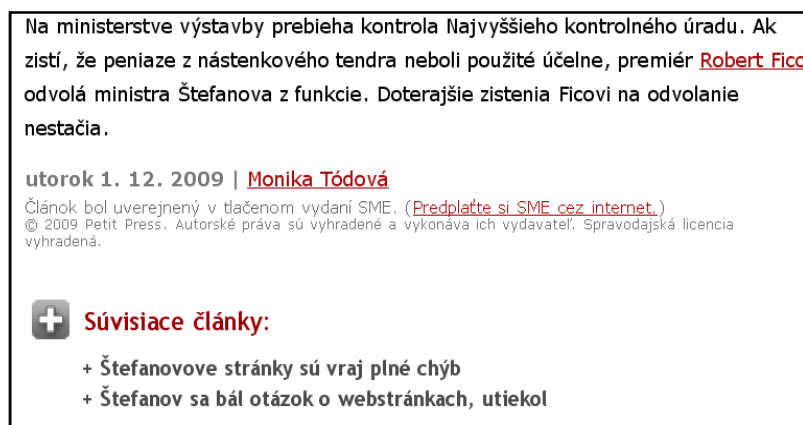 Na ministerstve výstavby prebieha kontrola Najvyššieho kontrolného úradu. Ak
zistí, že peniaze z nástenkového tendra neboli použité účelne, premiér Robert Fico
odvolá ministra Štefanova z funkcie. Doterajšie zistenia Ficovi na odvolanie
nestačia.
utorok 1. 12. 2009 | Monika Tódová
Článok bol uverejnený v tlačenom vydaní SME. (Predplaťte si SME cez internet.)
© 2009 Petit Press. Autorské práva sú vyhradené a vykonáva ich vydavateľ. Spravodajská licencia
vyhradená.
Súvisiace články:
+ Štefanovove stránky sú vraj plné chýb
+ Štefanov sa bál otázok o webstránkach, utiekol